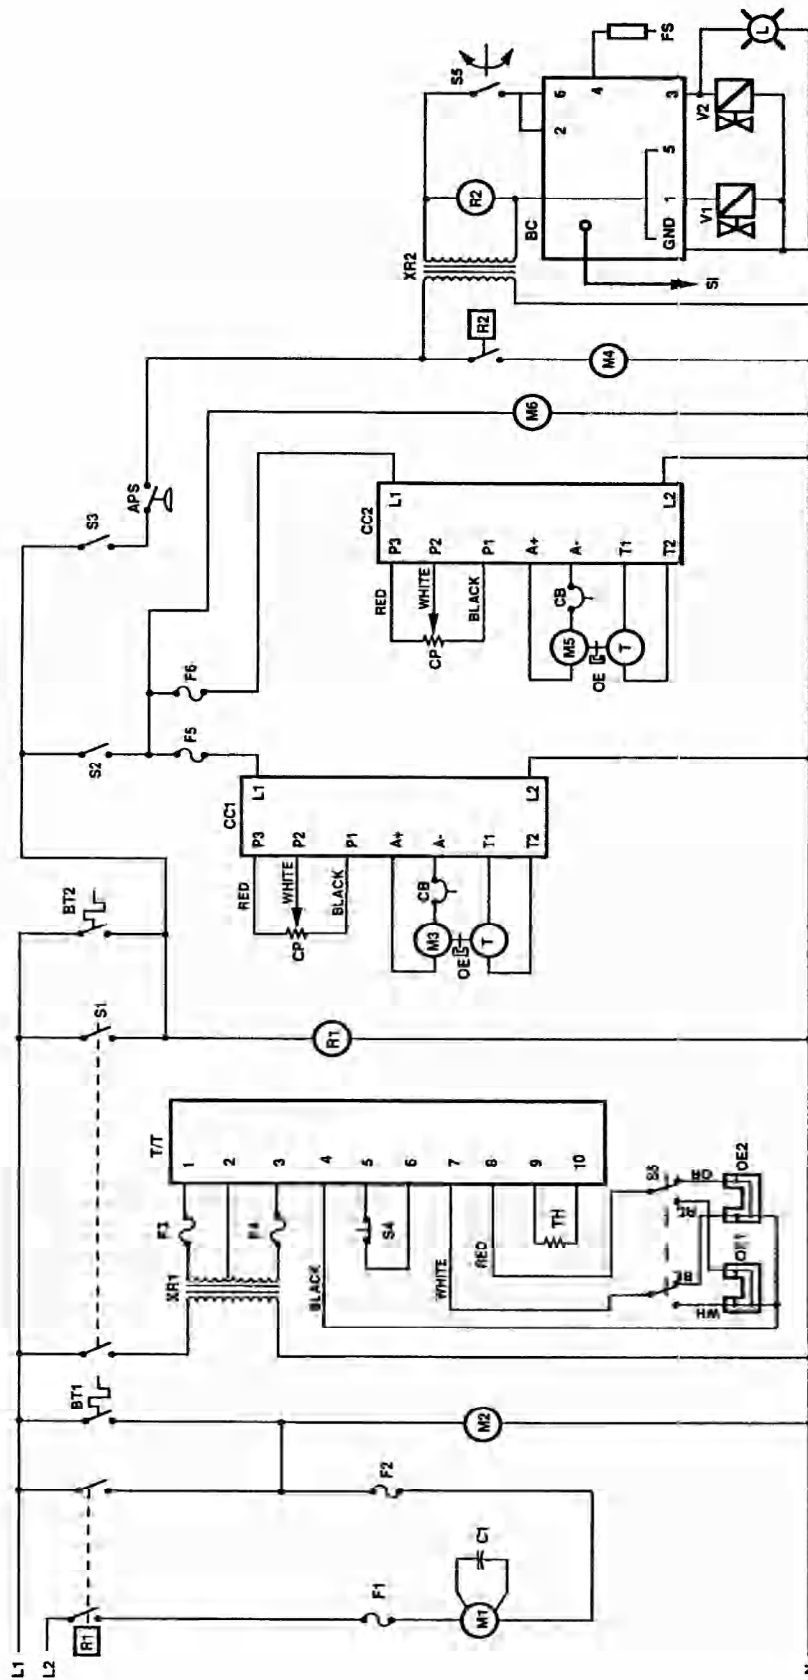 L1
L2
R1
BT1
S1
BT2
S2
S3
APS
S5
T/T
XR1
F3
F4
1
2
3
4
5
6
7
8
9
10
BLACK
S4
WHITE
RED
TH
F1
F2
M1
C1
M2
R1
F5
F6
CC1
L1
P3
P2
P1
A+
A-
T1
T2
L2
RED
WHITE
BLACK
CP
CB
M3
OE
T
CC2
L1
P3
P2
P1
A+
A-
T1
T2
L2
RED
WHITE
BLACK
CP
CB
M5
OE
T
M6
XR2
R2
R2
M4
BC
2
6
4
FS
GND
1
5
3
SI
V1
V2
L
WH
BL
OR
OE1
OE2